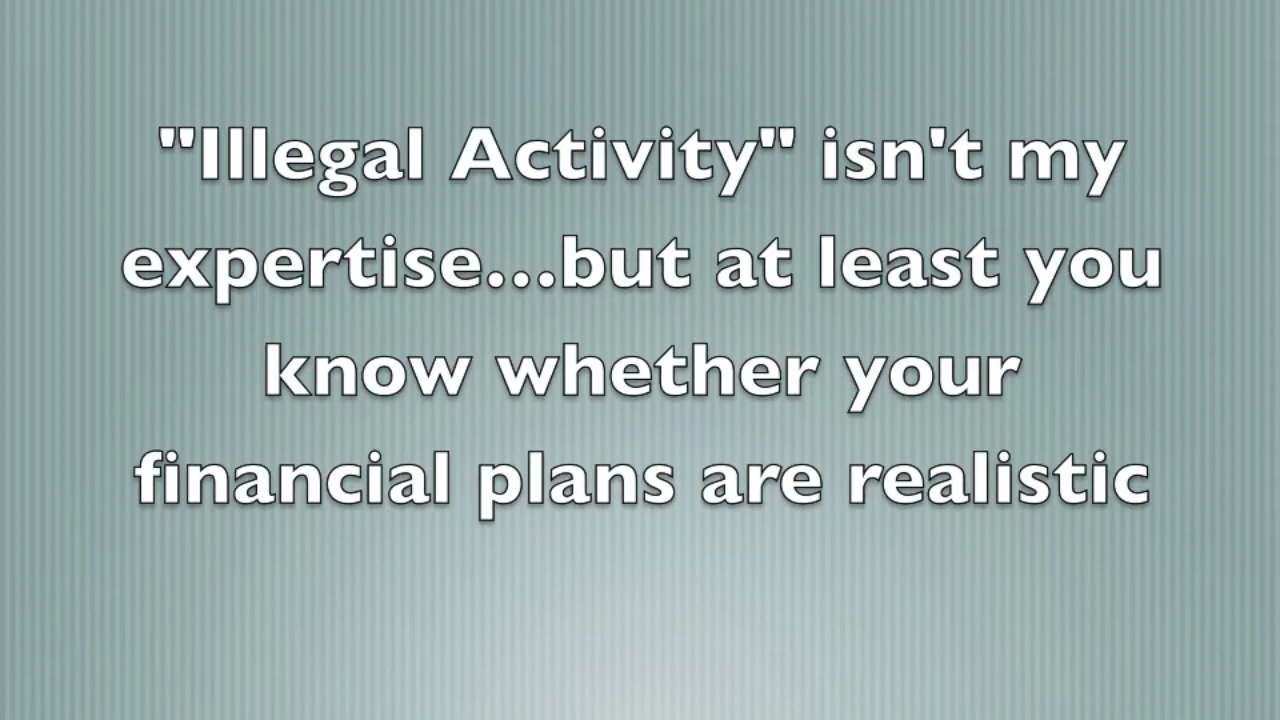 "Illegal Activity" isn't my
expertise...but at least you
know whether your
financial plans are realistic